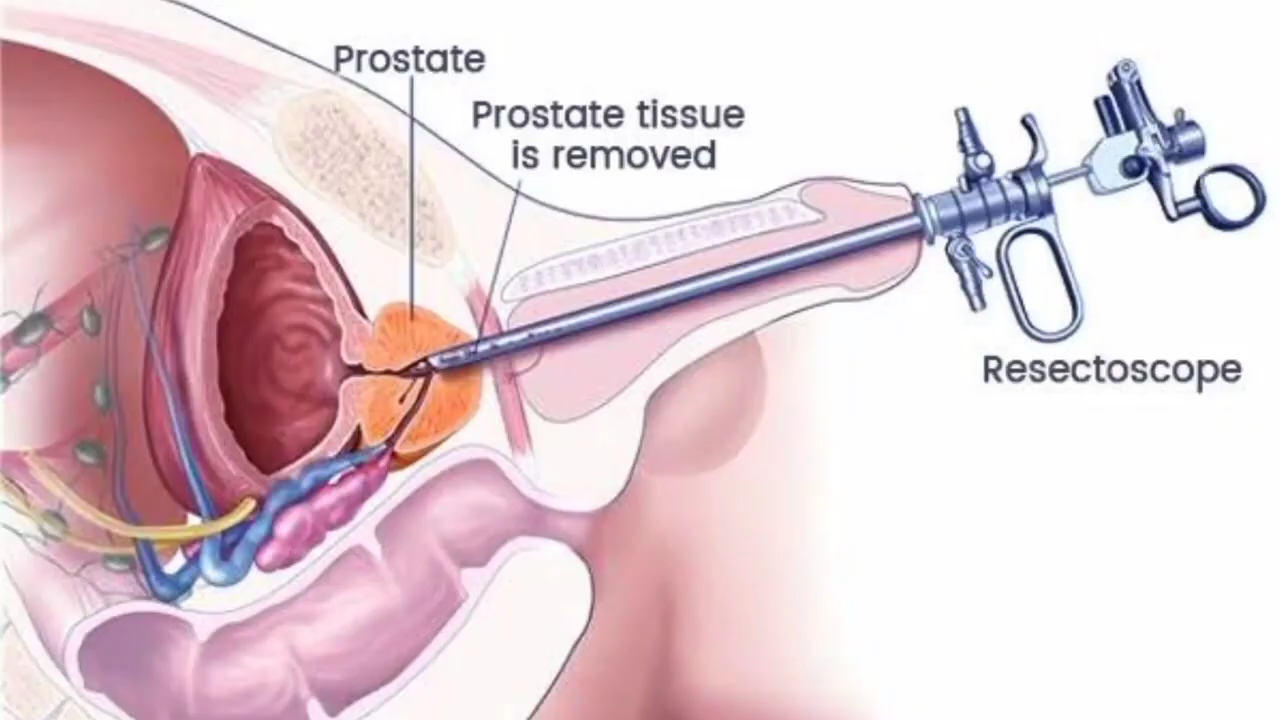 Prostate
Prostate tissue
is removed
Resectoscope